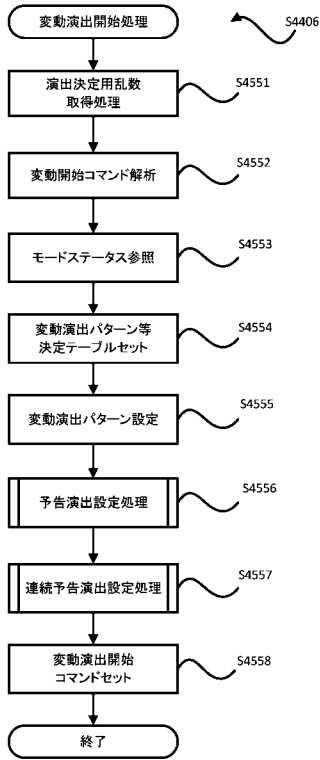 変動演出開始処理
S4406
演出決定用乱数
取得処理
S4551
変動開始コマンド解析
S4552
モードステータス参照
S4553
変動演出パターン等
決定テーブルセット
S4554
変動演出パターン設定
S4555
予告演出設定処理
S4556
連続予告演出設定処理
S4557
変動演出開始
コマンドセット
S4558
終了